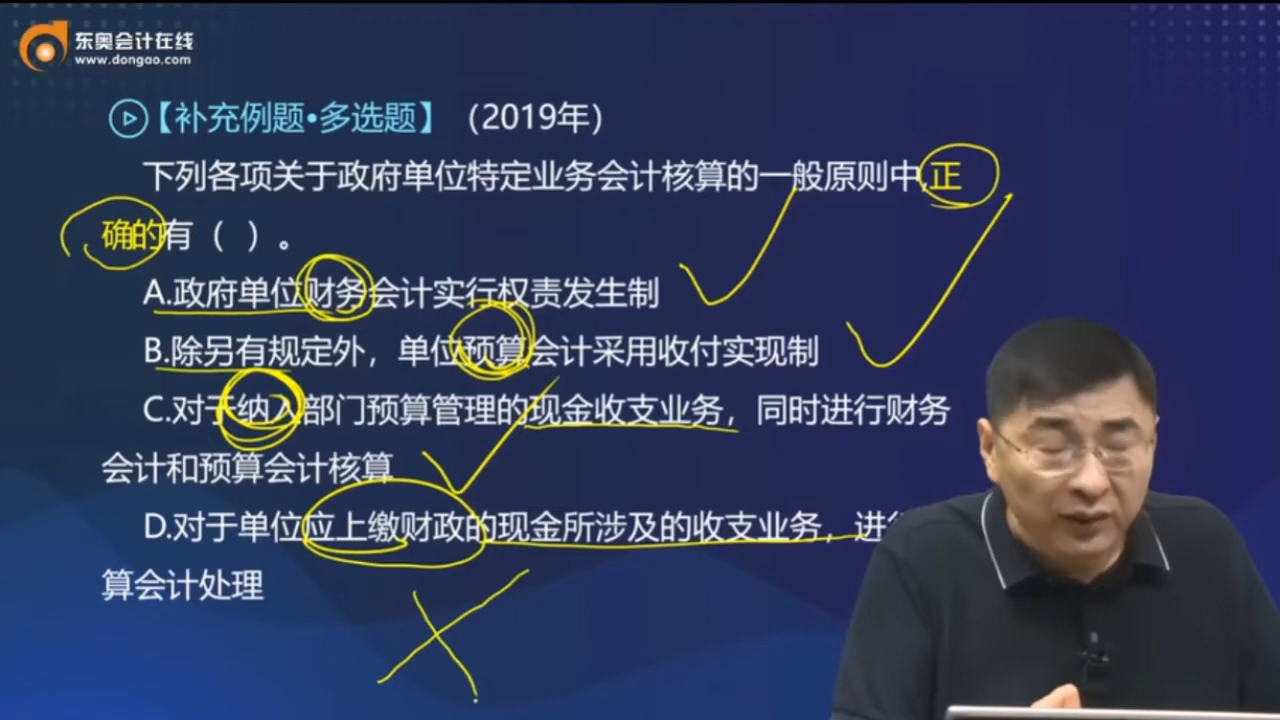 东奥会计在线
www.dongao.com
【补充例题•多选题】（2019年）
下列各项关于政府单位特定业务会计核算的一般原则中,正
确的有（ ）。
A.政府单位财务会计实行权责发生制
B.除另有规定外，单位预算会计采用收付实现制
C.对于纳入部门预算管理的现金收支业务，同时进行财务
会计和预算会计核算
D.对于单位应上缴财政的现金所涉及的收支业务，进行
算会计处理